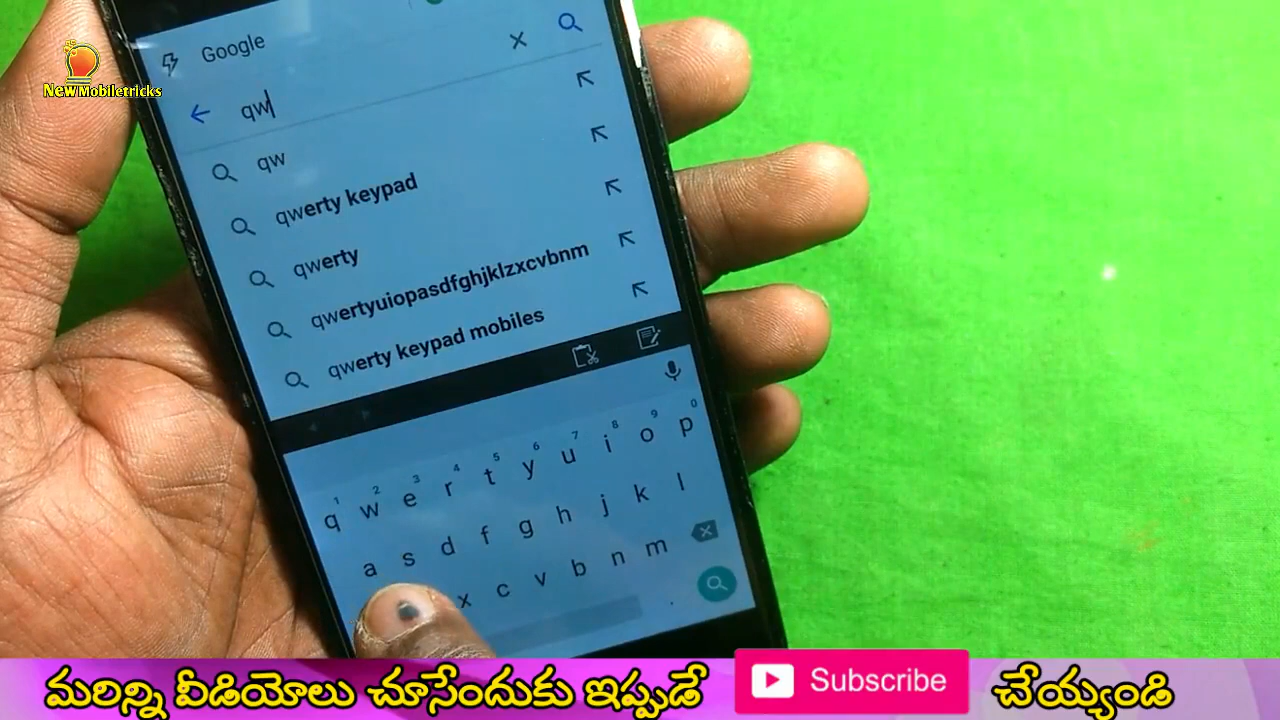 New Mobiletricks
Google
qw
qw
qwerty keypad
qwerty
qwertyuiopasdfghjklzxcvbnm
qwerty keypad mobiles
1 2 3 4 5 6 7 8 9 0
q w e r t y u i o p
a s d f g h j k l
x c v b n m
.
మరిన్ని వీడియోలు చూసేందుకు ఇప్పుడే Subscribe చేయ్యండి